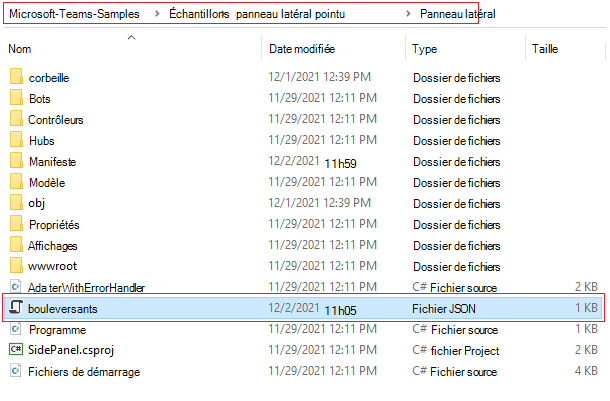 Microsoft-Teams-Samples > Échantillons panneau latéral pointu > Panneau latéral
Nom Date modifiée Type Taille
corbeille 12/1/2021 12:39 PM Dossier de fichiers
Bots 11/29/2021 12:11 PM Dossier de fichiers
Contrôleurs 11/29/2021 12:11 PM Dossier de fichiers
Hubs 11/29/2021 12:11 PM Dossier de fichiers
Manifeste 12/2/2021 11h59 Dossier de fichiers
Modèle 11/29/2021 12:11 PM Dossier de fichiers
obj 12/1/2021 12:39 PM Dossier de fichiers
Propriétés 11/29/2021 12:11 PM Dossier de fichiers
Affichages 11/29/2021 12:11 PM Dossier de fichiers
wwwroot 11/29/2021 12:11 PM Dossier de fichiers
Ada terWithErrorHandler 11/29/2021 12:11 PM C# Fichier source 2 KB
bouleversants 12/2/2021 11h05 Fichier JSON 1 KB
Programme 11/29/2021 12:11 PM C# Fichier source 1 KB
C# SidePanel.csproj 11/29/2021 12:11 PM C# fichier Project 2 KB
Fichiers de démarrage 11/29/2021 12:11 PM C# Fichier source 4 KB